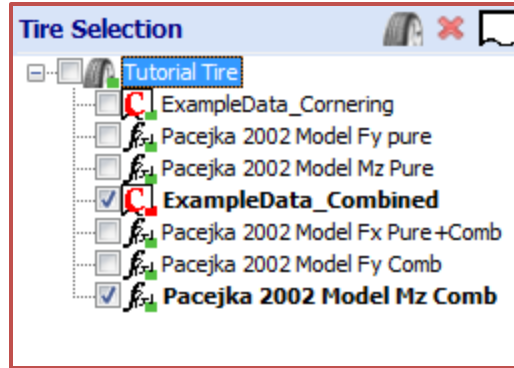 Tire Selection
Tutorial Tire
ExampleData_Cornering
Pacejka 2002 Model Fy pure
Pacejka 2002 Model Mz Pure
ExampleData_Combined
Pacejka 2002 Model Fx Pure+Comb
Pacejka 2002 Model Fy Comb
Pacejka 2002 Model Mz Comb